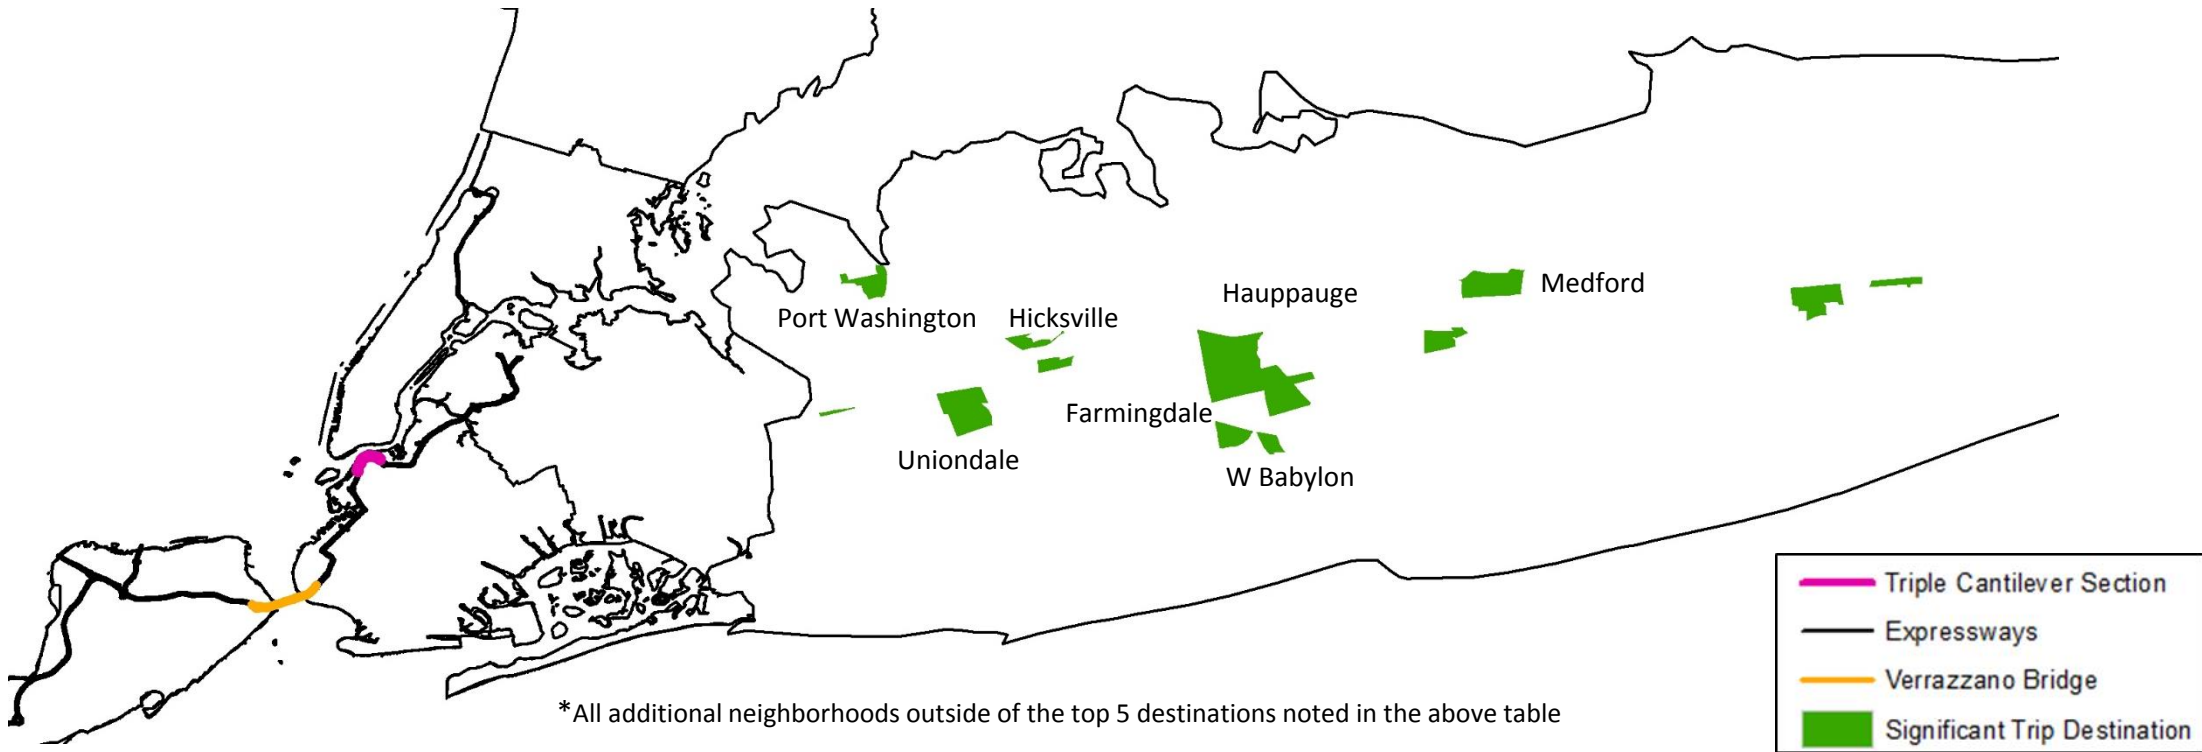 Port Washington
Hicksville
Hauppauge
Medford
Farmingdale
Uniondale
W Babylon
Triple Cantilever Section
Expressways
Verrazzano Bridge
Significant Trip Destination
*All additional neighborhoods outside of the top 5 destinations noted in the above table